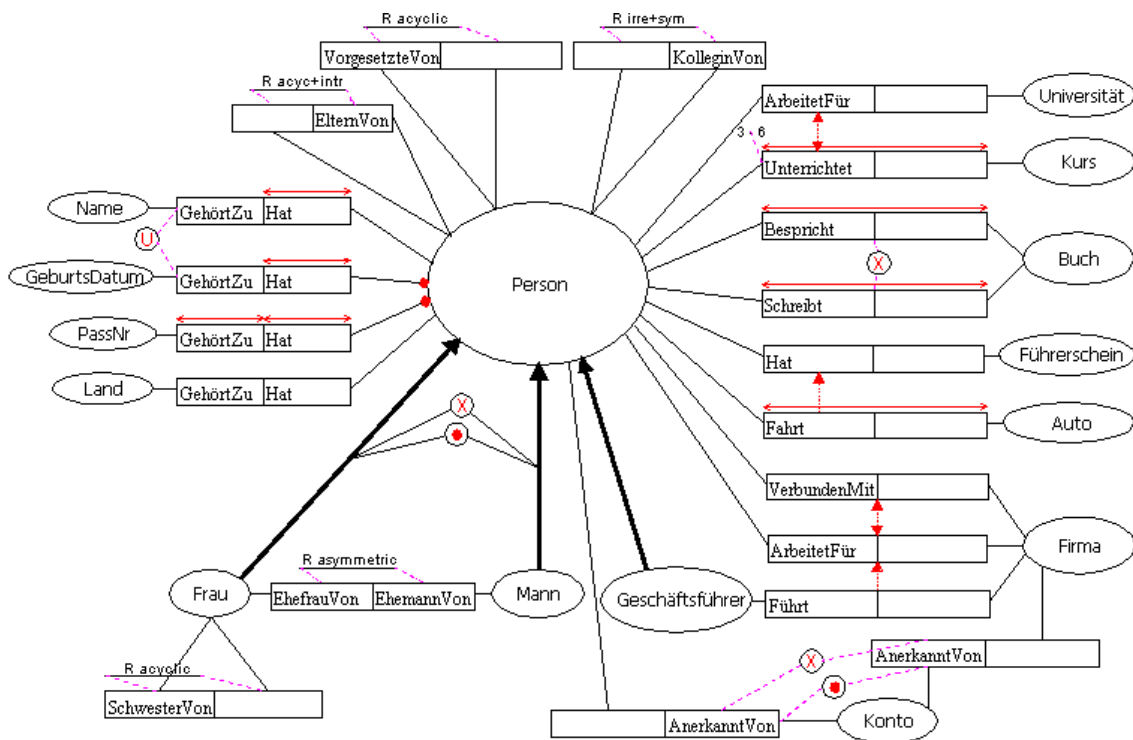 R acyclic
R irre+sym
VorgesetzteVon
KolleginVon
R acyc+intr
ElternVon
ArbeitetFür
Universität
3 - 6
Unterrichtet
Kurs
Name
GehörtZu Hat
U
Bespricht
GeburtsDatum
GehörtZu Hat
Person
X
Buch
Schreibt
PassNr
GehörtZu Hat
Hat
Führerschein
Land
GehörtZu Hat
X
Fahrt
Auto
VerbundenMit
ArbeitetFür
Firma
R asymmetric
Frau
EhefrauVon EhemannVon
Mann
Geschäftsführer
Führt
R acyclic
X
AnerkanntVon
SchwesterVon
AnerkanntVon
Konto